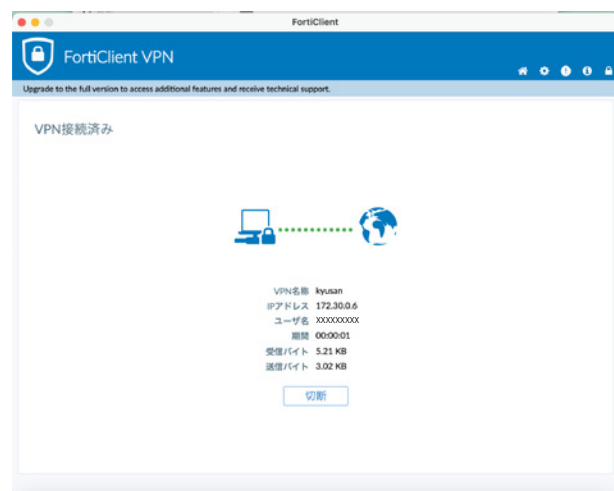 FortiClient
FortiClient VPN
Upgrade to the full version to access additional features and receive technical support.
VPN接続済み
VPN名称 kyusan
IPアドレス 172.30.0.6
ユーザ名 XXXXXXXXX
期間 00:00:01
受信バイト 5.21 KB
送信バイト 3.02 KB
切断